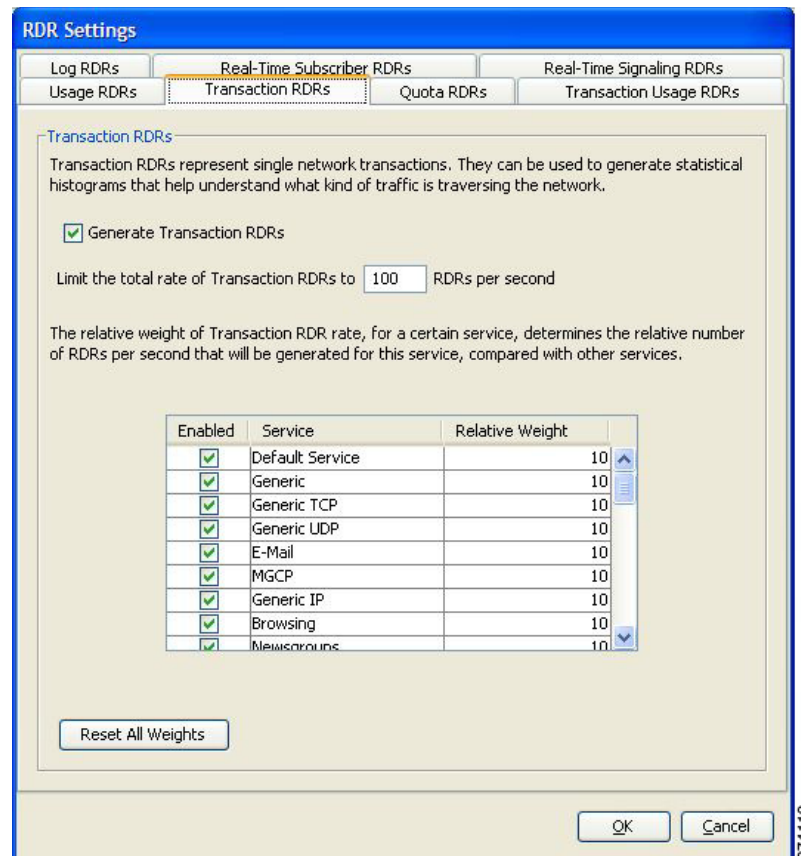 RDR Settings
Log RDRs
Real-Time Subscriber RDRs
Real-Time Signaling RDRs
Usage RDRs
Transaction RDRs
Quota RDRs
Transaction Usage RDRs
Transaction RDRs
Transaction RDRs represent single network transactions. They can be used to generate statistical
histograms that help understand what kind of traffic is traversing the network.
Generate Transaction RDRs
Limit the total rate of Transaction RDRs to 100 RDRs per second
The relative weight of Transaction RDR rate, for a certain service, determines the relative number
of RDRs per second that will be generated for this service, compared with other services.
Enabled Service Relative Weight
Default Service 10
Generic 10
Generic TCP 10
Generic UDP 10
E-Mail 10
MGCP 10
Generic IP 10
Browsing 10
Newsgroups 10
Reset All Weights
OK
Cancel